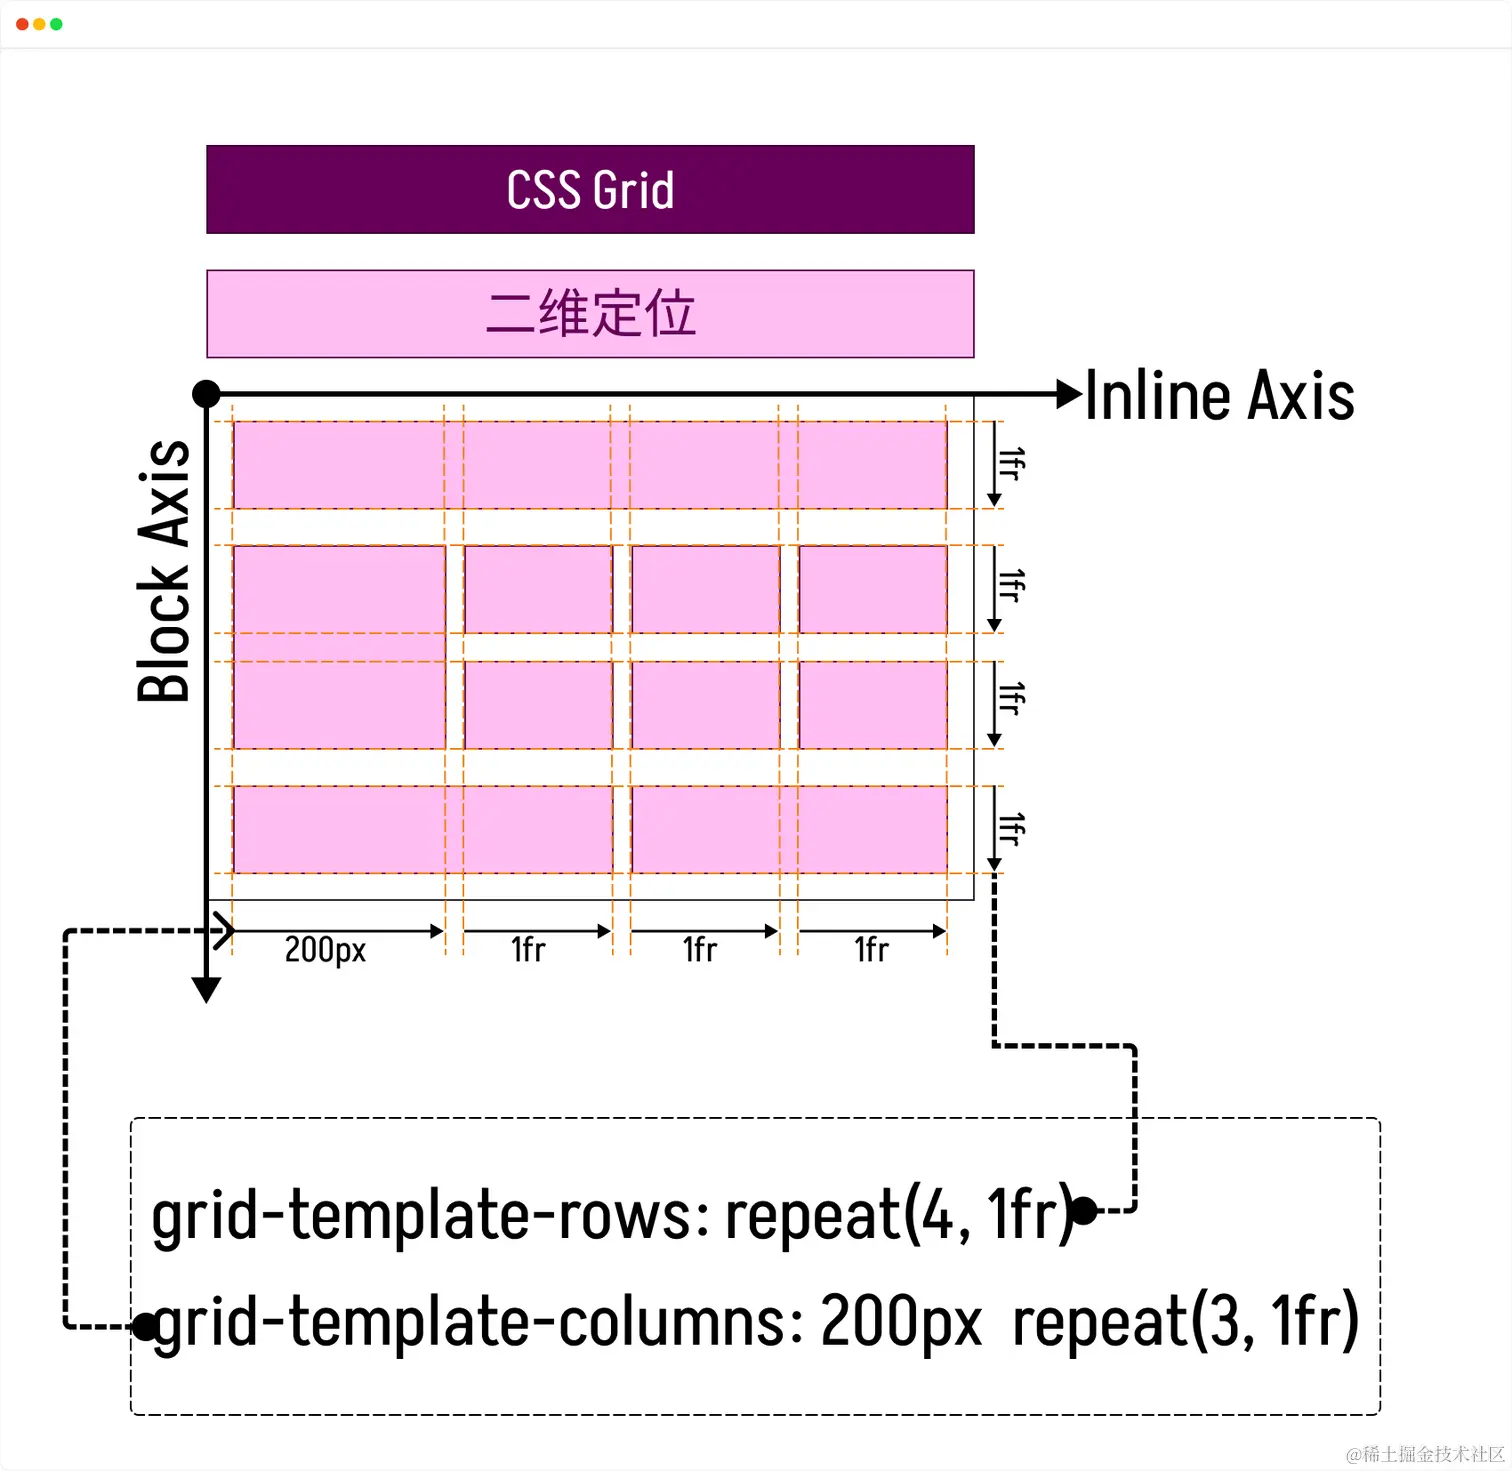 CSS Grid
二维定位
Inline Axis
Block Axis
1fr
1fr
1fr
1fr
200px
1fr
1fr
1fr
grid-template-rows: repeat(4, 1fr)
grid-template-columns: 200px repeat(3, 1fr)
@稀土掘金技术社区